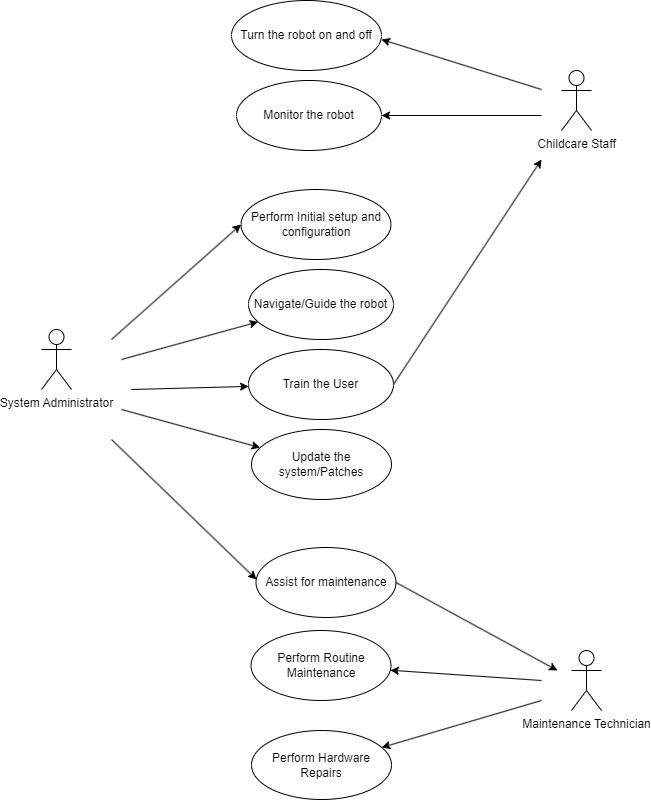 Turn the robot on and off
Monitor the robot
Childcare Staff
Perform Initial setup and
configuration
Navigate/Guide the robot
Train the User
System Administrator
Update the
system/Patches
Assist for maintenance
Perform Routine
Maintenance
Maintenance Technician
Perform Hardware
Repairs